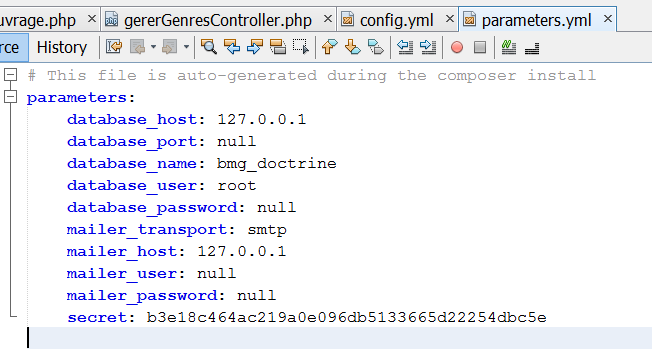 uvrage.php gererGenresController.php config.yml parameters.yml
rce History
# This file is auto-generated during the composer install
parameters:
database_host: 127.0.0.1
database_port: null
database_name: bmg_doctrine
database_user: root
database_password: null
mailer_transport: smtp
mailer_host: 127.0.0.1
mailer_user: null
mailer_password: null
secret: b3e18c464ac219a0e096db5133665d22254dbc5e